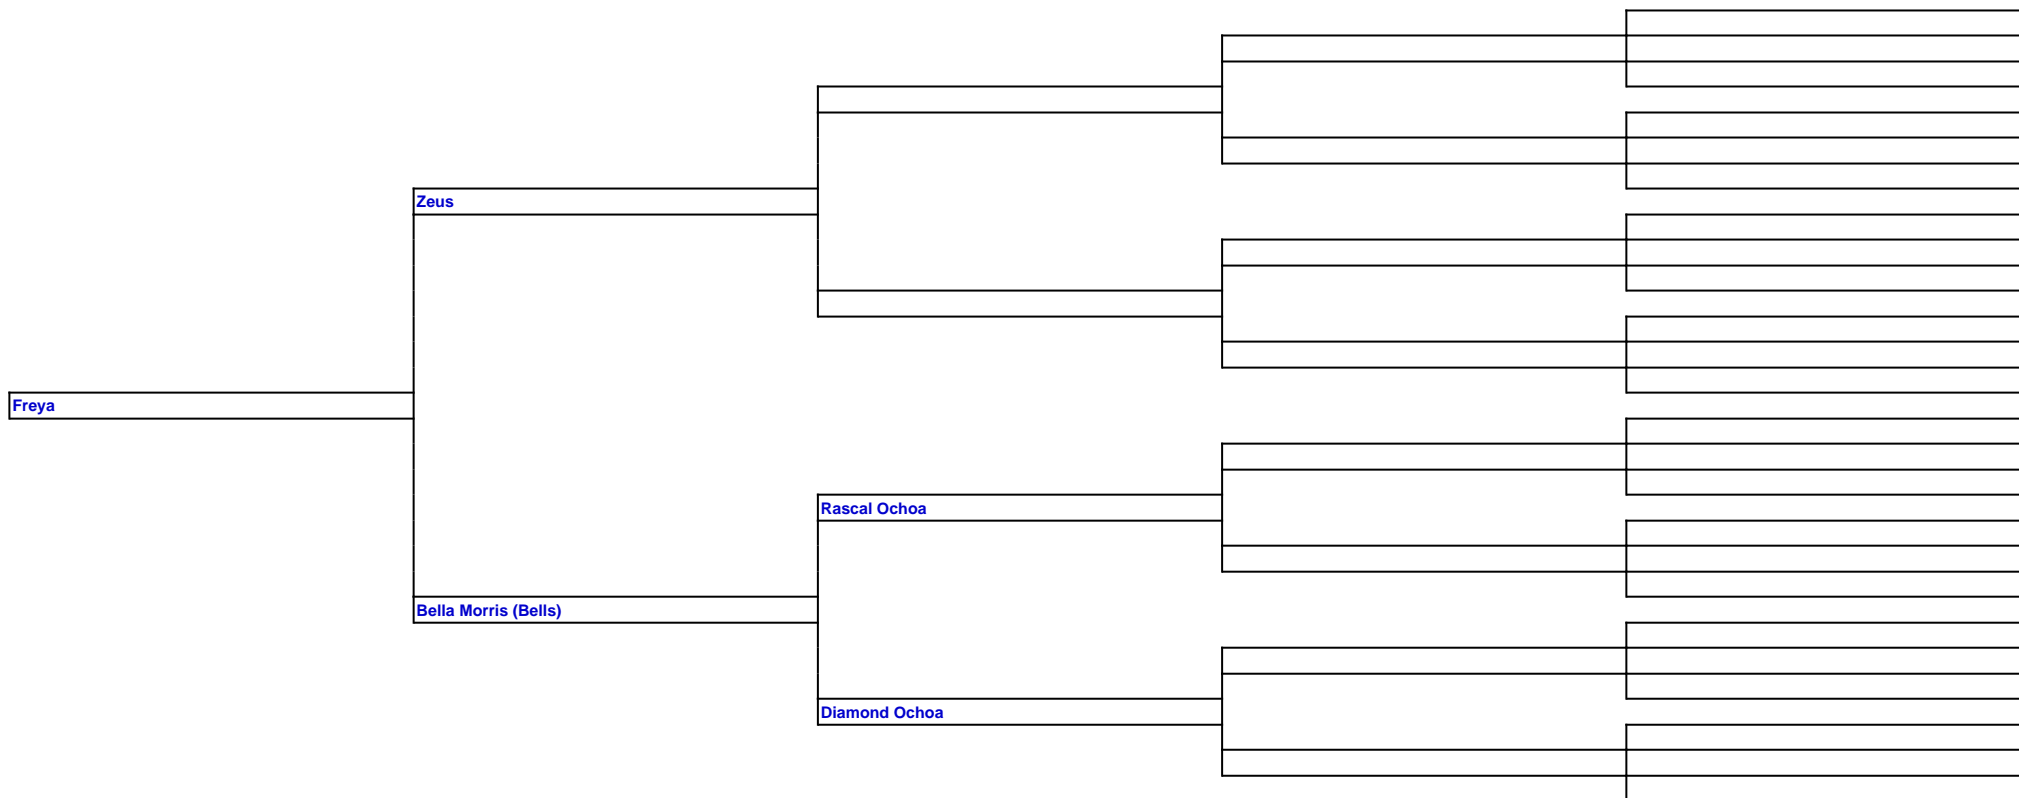 Zeus
Freya
Rascal Ochoa
Bella Morris (Bells)
Diamond Ochoa